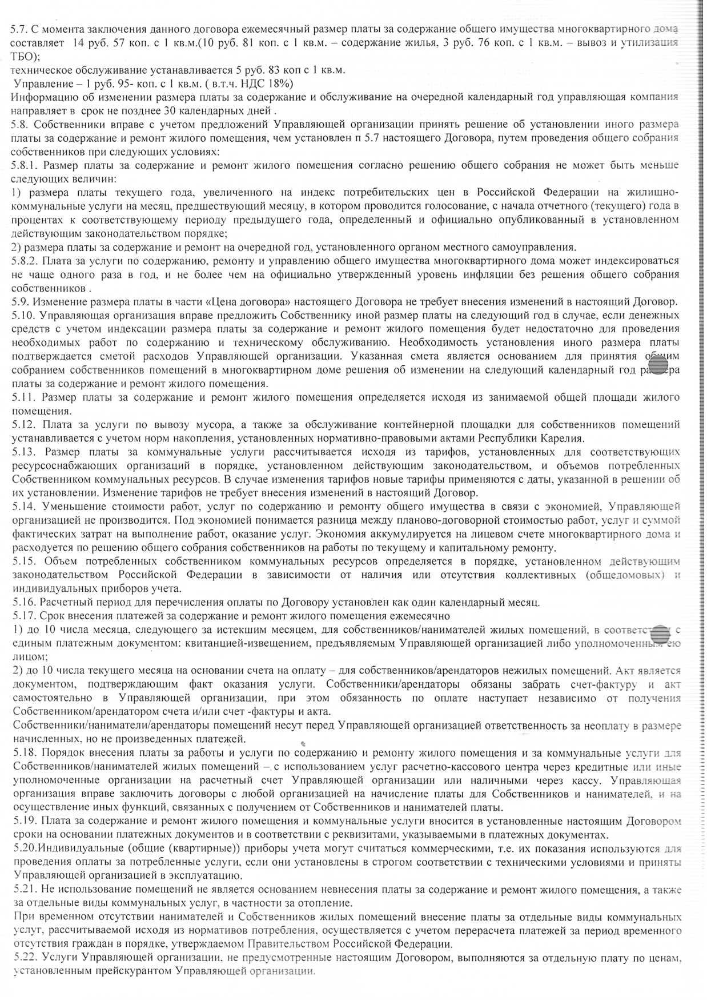 5.7. С момента заключения данного договора ежемесячный размер платы за содержание общего имущества многоквартирного дома
составляет 14 руб. 57 коп. с 1 кв.м.(10 руб. 81 коп. с 1 кв.м. – содержание жилья, 3 руб. 76 коп. с 1 кв.м. – вывоз и утилизация
ТБО);
техническое обслуживание устанавливается 5 руб. 83 коп с 1 кв.м.
Управление – 1 руб. 95- коп. с 1 кв.м. ( в.т.ч. НДС 18%)
Информацию об изменении размера платы за содержание и обслуживание на очередной календарный год управляющая компания
направляет в срок не позднее 30 календарных дней .
5.8. Собственники вправе с учетом предложений Управляющей организации принять решение об установлении иного размера
платы за содержание и ремонт жилого помещения, чем установлен п 5.7 настоящего Договора, путем проведения общего собрания
собственников при следующих условиях:
5.8.1. Размер платы за содержание и ремонт жилого помещения согласно решению общего собрания не может быть меньше
следующих величин:
1) размера платы текущего года, увеличенного на индекс потребительских цен в Российской Федерации на жилищно-
коммунальные услуги на месяц, предшествующий месяцу, в котором проводится голосование, с начала отчетного (текущего) года в
процентах к соответствующему периоду предыдущего года, определенный и официально опубликованный в установленном
действующим законодательством порядке;
2) размера платы за содержание и ремонт на очередной год, установленного органом местного самоуправления.
5.8.2. Плата за услуги по содержанию, ремонту и управлению общего имущества многоквартирного дома может индексироваться
не чаще одного раза в год, и не более чем на официально утвержденный уровень инфляции без решения общего собрания
собственников .
5.9. Изменение размера платы в части «Цена договора» настоящего Договора не требует внесения изменений в настоящий Договор.
5.10. Управляющая организация вправе предложить Собственнику иной размер платы на следующий год в случае, если денежных
средств с учетом индексации размера платы за содержание и ремонт жилого помещения будет недостаточно для проведения
необходимых работ по содержанию и техническому обслуживанию. Необходимость установления иного размера платы
подтверждается сметой расходов Управляющей организации. Указанная смета является основанием для принятия общим
собранием собственников помещений в многоквартирном доме решения об изменении на следующий календарный год размера
платы за содержание и ремонт жилого помещения.
5.11. Размер платы за содержание и ремонт жилого помещения определяется исходя из занимаемой общей площади жилого
помещения.
5.12. Плата за услуги по вывозу мусора, а также за обслуживание контейнерной площадки для собственников помещений
устанавливается с учетом норм накопления, установленных нормативно-правовыми актами Республики Карелия.
5.13. Размер платы за коммунальные услуги рассчитывается исходя из тарифов, установленных для соответствующих
ресурсоснабжающих организаций в порядке, установленном действующим законодательством, и объемов потребленных
Собственником коммунальных ресурсов. В случае изменения тарифов новые тарифы применяются с даты, указанной в решении об
их установлении. Изменение тарифов не требует внесения изменений в настоящий Договор.
5.14. Уменьшение стоимости работ, услуг по содержанию и ремонту общего имущества в связи с экономией, Управляющей
организацией не производится. Под экономией понимается разница между планово-договорной стоимостью работ, услуг и суммой
фактических затрат на выполнение работ, оказание услуг. Экономия аккумулируется на лицевом счете многоквартирного дома и
расходуется по решению общего собрания собственников на работы по текущему и капитальному ремонту.
5.15. Объем потребленных собственником коммунальных ресурсов определяется в порядке, установленном действующим
законодательством Российской Федерации в зависимости от наличия или отсутствия коллективных (общедомовых) и
индивидуальных приборов учета.
5.16. Расчетный период для перечисления оплаты по Договору установлен как один календарный месяц.
5.17. Срок внесения платежей за содержание и ремонт жилого помещения ежемесячно
1) до 10 числа месяца, следующего за истекшим месяцем, для собственников/нанимателей жилых помещений, в соответствии с
единым платежным документом: квитанцией-извещением, предъявляемым Управляющей организацией либо уполномоченным ею
лицом;
2) до 10 числа текущего месяца на основании счета на оплату – для собственников/арендаторов нежилых помещений. Акт является
документом, подтверждающим факт оказания услуги. Собственники/арендаторы обязаны забрать счет-фактуру и акт
самостоятельно в Управляющей организации, при этом обязанность по оплате наступает независимо от получения
Собственником/арендатором счета и/или счет -фактуры и акта.
Собственники/наниматели/арендаторы помещений несут перед Управляющей организацией ответственность за неоплату в размере
начисленных, но не произведенных платежей.
5.18. Порядок внесения платы за работы и услуги по содержанию и ремонту жилого помещения и за коммунальные услуги для
Собственников/нанимателей жилых помещений – с использованием услуг расчетно-кассового центра через кредитные или иные
уполномоченные организации на расчетный счет Управляющей организации или наличными через кассу. Управляющая
организация вправе заключить договоры с любой организацией на начисление платы для Собственников и нанимателей, и на
осуществление иных функций, связанных с получением от Собственников и нанимателей платы.
5.19. Плата за содержание и ремонт жилого помещения и коммунальные услуги вносится в установленные настоящим Договором
сроки на основании платежных документов и в соответствии с реквизитами, указываемыми в платежных документах.
5.20.Индивидуальные (общие (квартирные)) приборы учета могут считаться коммерческими, т.е. их показания используются для
проведения оплаты за потребленные услуги, если они установлены в строгом соответствии с техническими условиями и приняты
Управляющей организацией в эксплуатацию.
5.21. Не использование помещений не является основанием невнесения платы за содержание и ремонт жилого помещения, а также
за отдельные виды коммунальных услуг, в частности за отопление.
При временном отсутствии нанимателей и Собственников жилых помещений внесение платы за отдельные виды коммунальных
услуг, рассчитываемой исходя из нормативов потребления, осуществляется с учетом перерасчета платежей за период временного
отсутствия граждан в порядке, утверждаемом Правительством Российской Федерации.
5.22. Услуги Управляющей организации, не предусмотренные настоящим Договором, выполняются за отдельную плату по ценам,
установленным прейскурантом Управляющей организации.